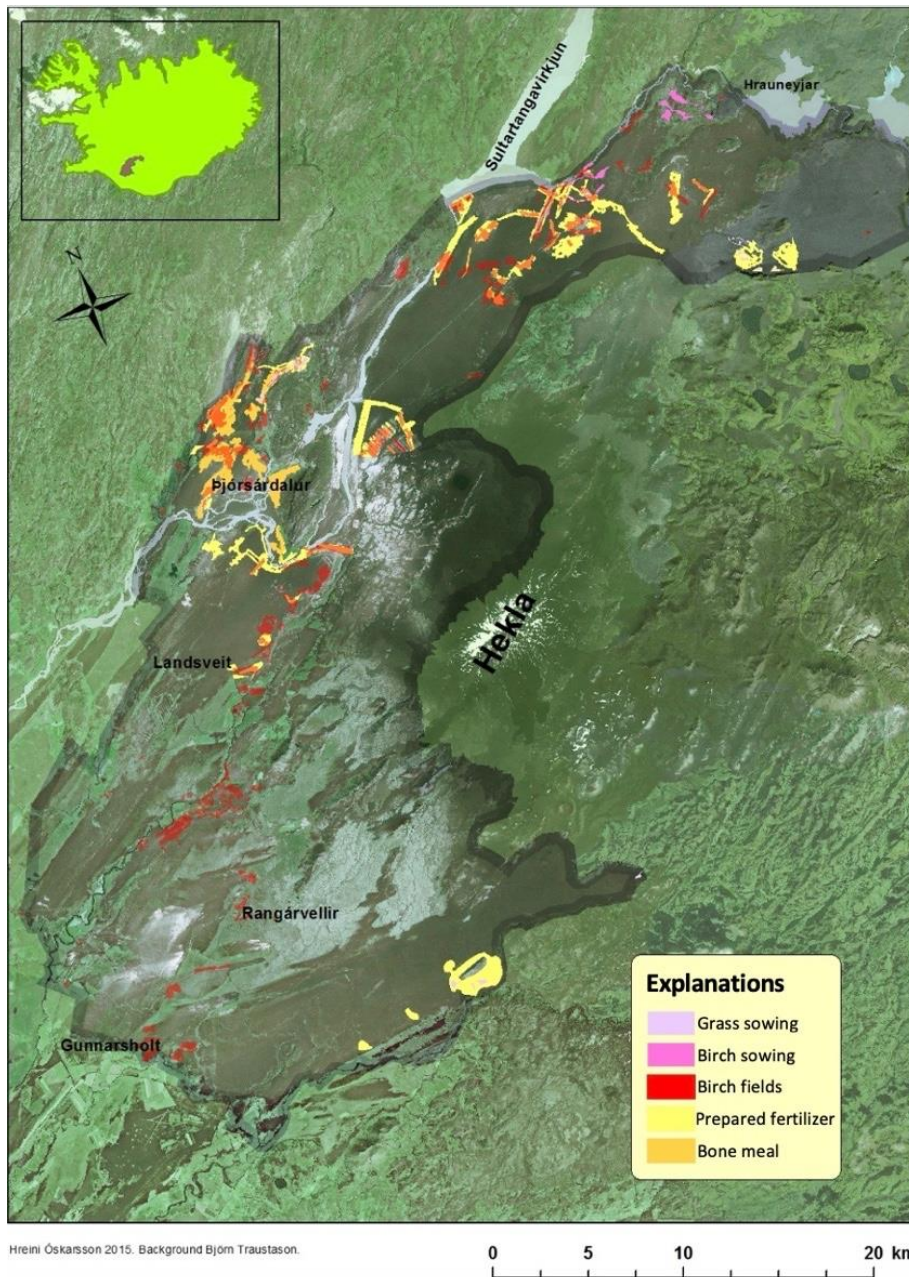 Sultartangavirkjun
Hrauneyjar
N
Þjórsárdalur
Hekla
Landsveit
Rangárvellir
Gunnarsholt
Explanations
Grass sowing
Birch sowing
Birch fields
Prepared fertilizer
Bone meal
Hreini Óskarsson 2015. Background Björn Traustason.
0 5 10 20 km